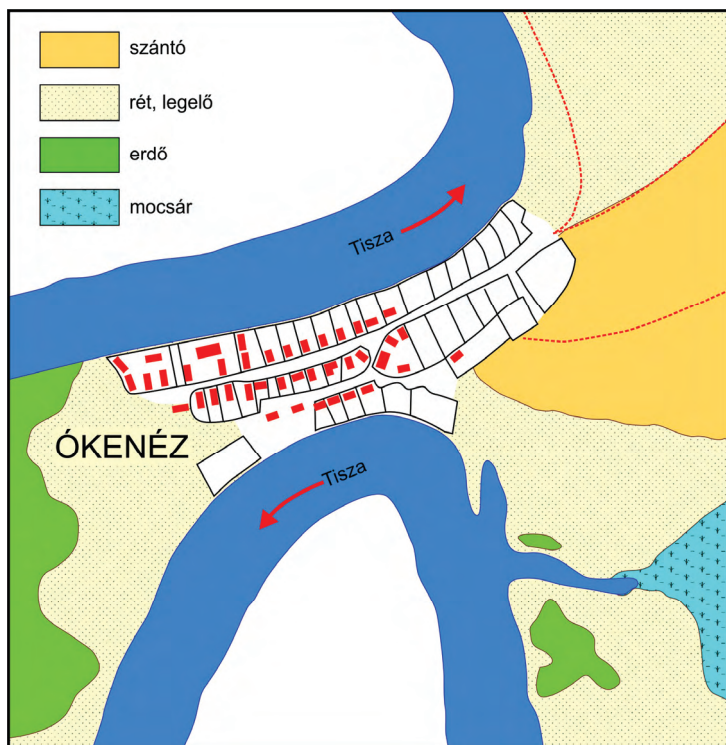 szántó
rét, legelő
erdő
mocsár
Tisza
ÓKENÉZ
Tisza